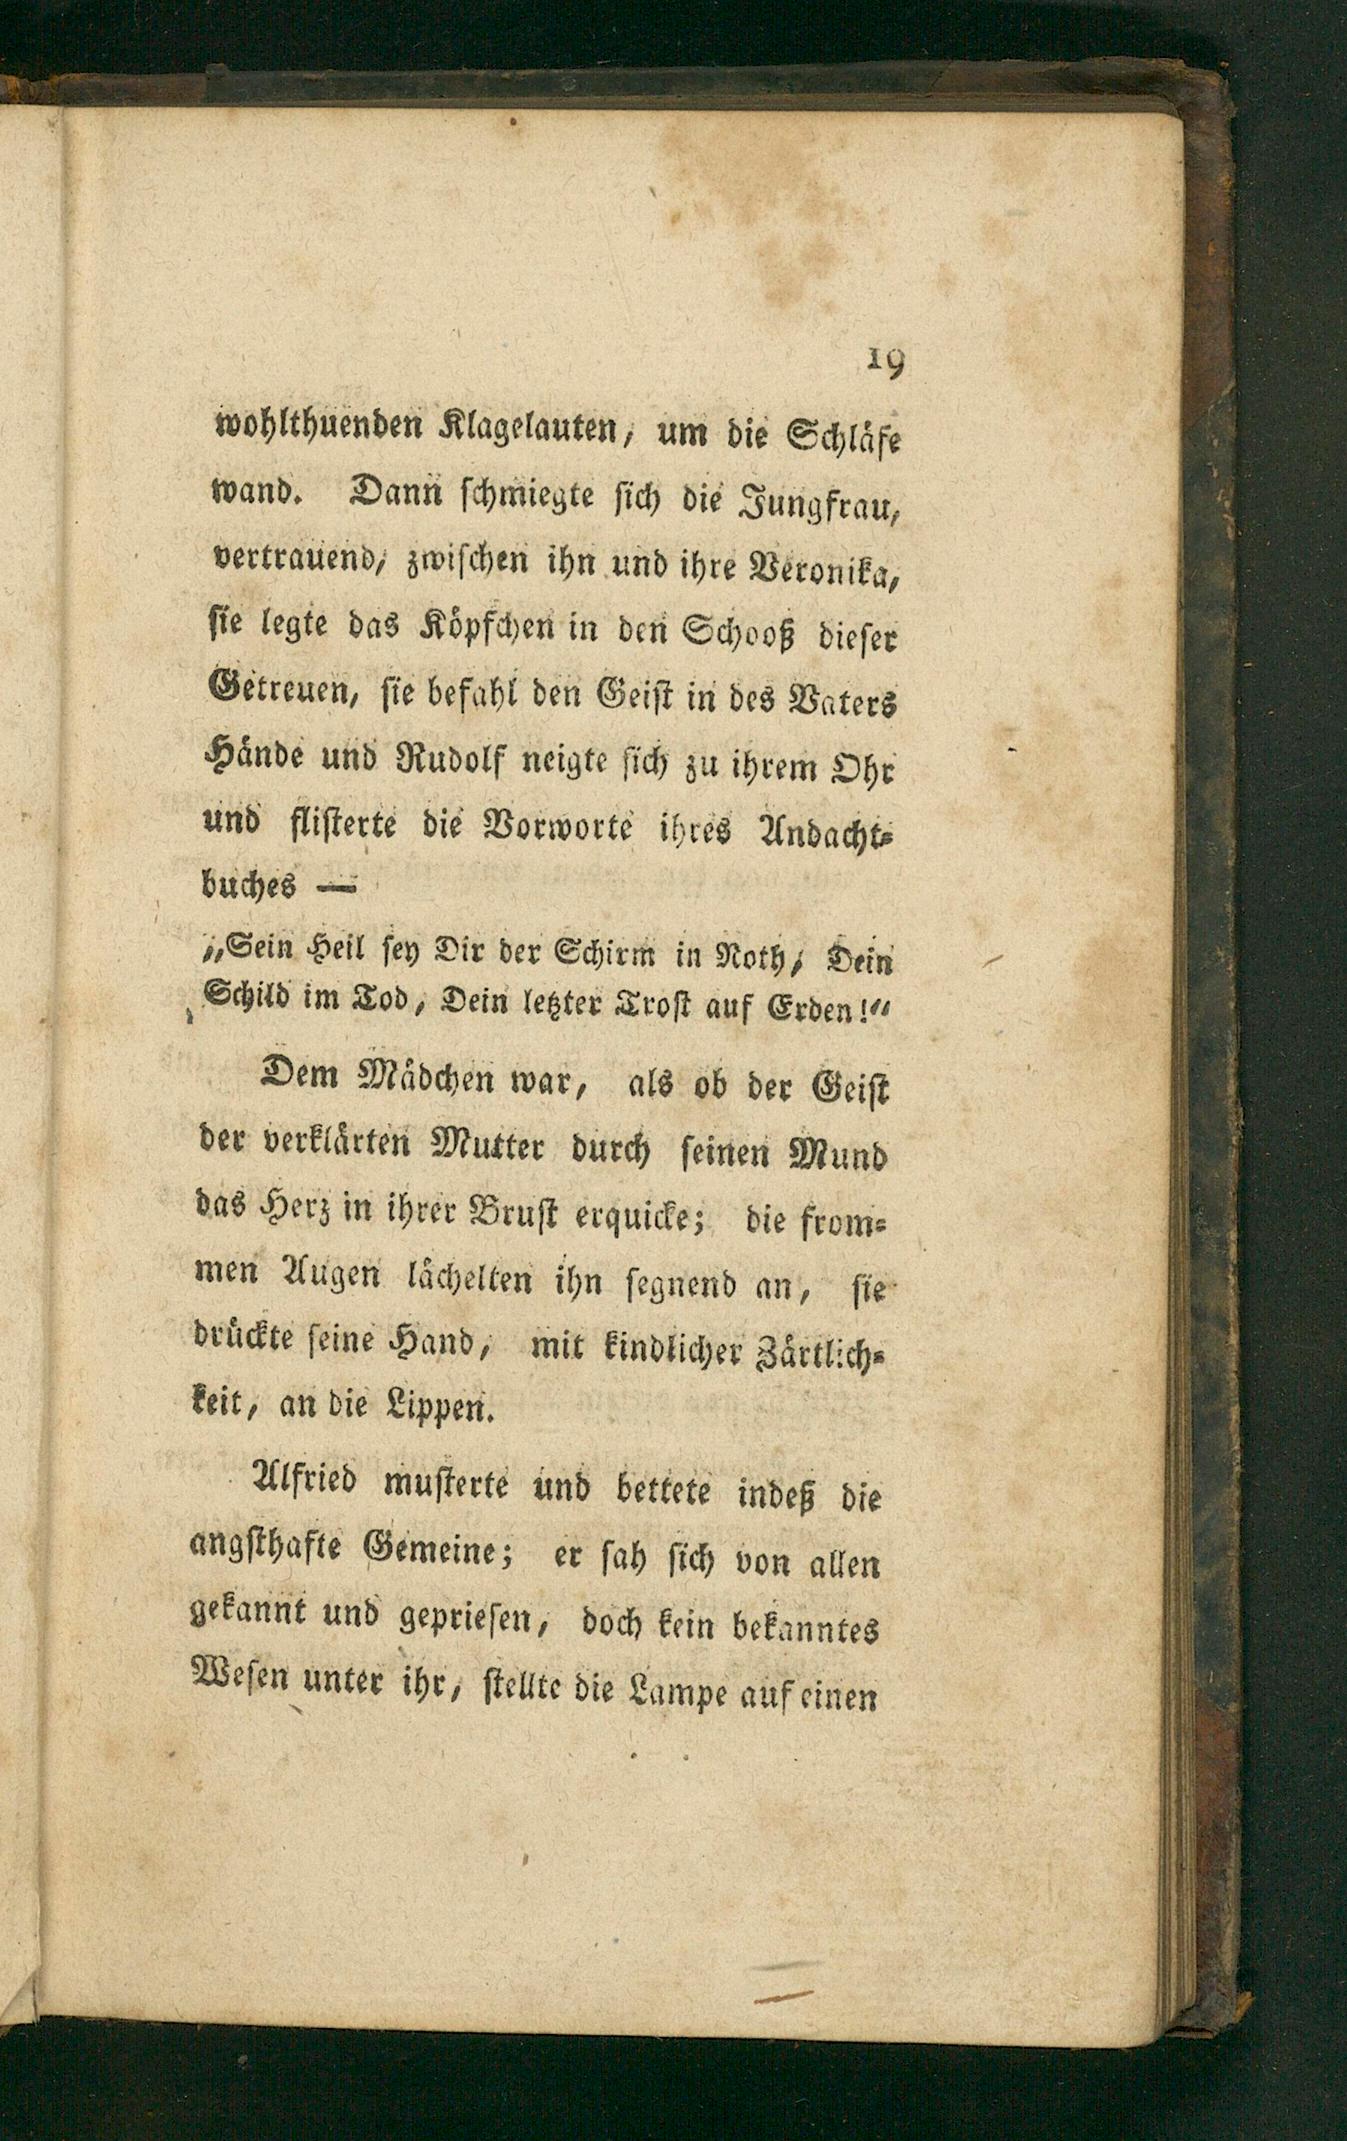 19
wohlthuenden Klagelauten, um die Schläfe
wand. Dann schmiegte sich die Jungfrau,
vertrauend, zwischen ihn und ihre Veronika,
sie legte das Köpfchen in den Schooß dieser
Getreuen, sie befahl den Geist in des Vaters
Hände und Rudolf neigte sich zu ihrem Ohr
und flisterte die Vorworte ihres Andacht-
buches —
„Sein Heil sey Dir der Schirm in Noth, Dein
Schild im Tod, Dein letzter Trost auf Erden!“
Dem Mädchen war, als ob der Geist
der verklärten Mutter durch seinen Mund
das Herz in ihrer Brust erquicke; die from-
men Augen lächelten ihn segnend an, sie
drückte seine Hand, mit kindlicher Zärtlich-
keit, an die Lippen.
Alfried musterte und bettete indeß die
angsthafte Gemeine; er sah sich von allen
gekannt und gepriesen, doch kein bekanntes
Wesen unter ihr, stellte die Lampe auf einen